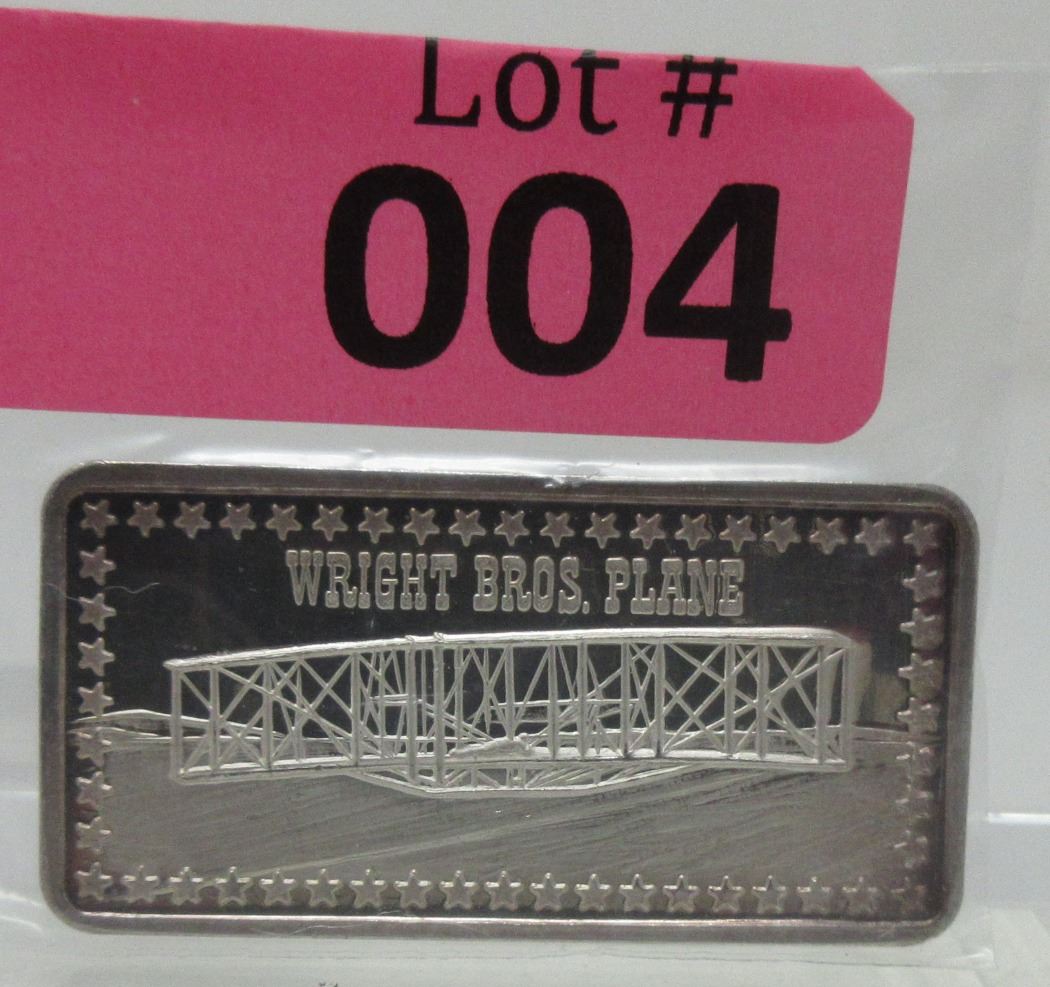 Lot #
004
WRIGHT BROS. PLANE